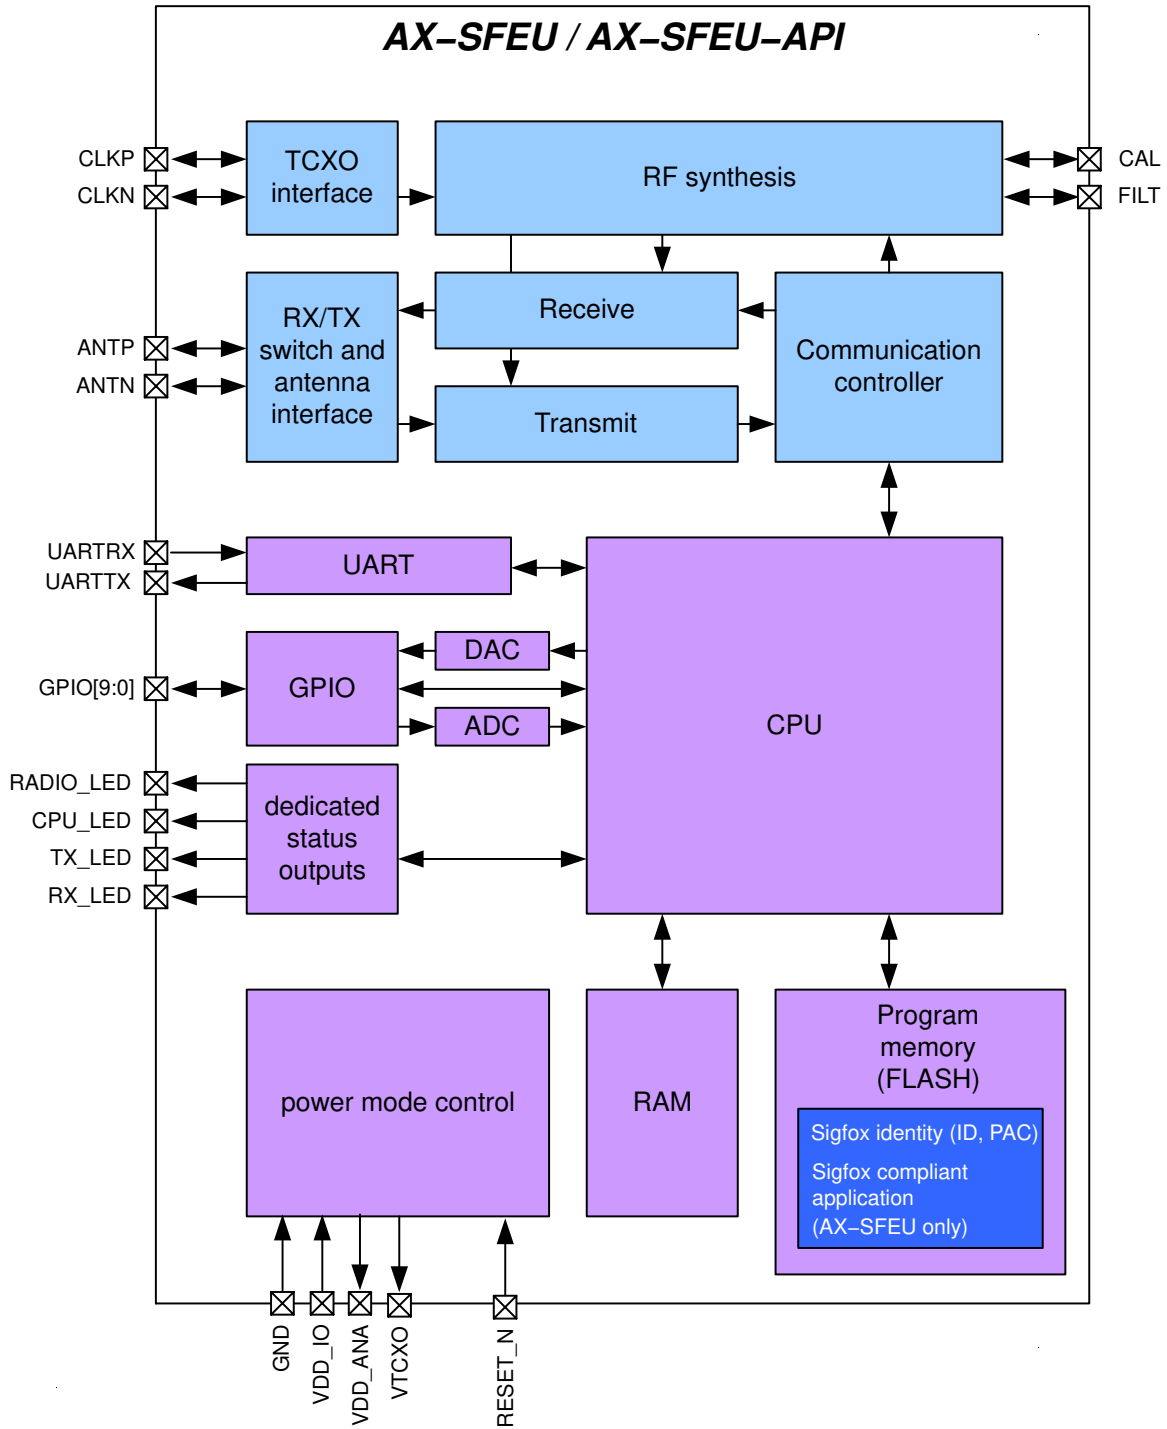 AX–SFEU / AX–SFEU–API
CLKP
CLKN
TCXO
interface
RF synthesis
CAL
FILT
ANTP
ANTN
RX/TX
switch and
antenna
interface
Receive
Transmit
Communication
controller
UARTRX
UARTTX
UART
GPIO[9:0]
GPIO
DAC
ADC
CPU
RADIO_LED
CPU_LED
TX_LED
RX_LED
dedicated
status
outputs
power mode control
RAM
Program
memory
(FLASH)
Sigfox identity (ID, PAC)
Sigfox compliant
application
(AX–SFEU only)
GND
VDD_IO
VDD_ANA
VTCXO
RESET_N